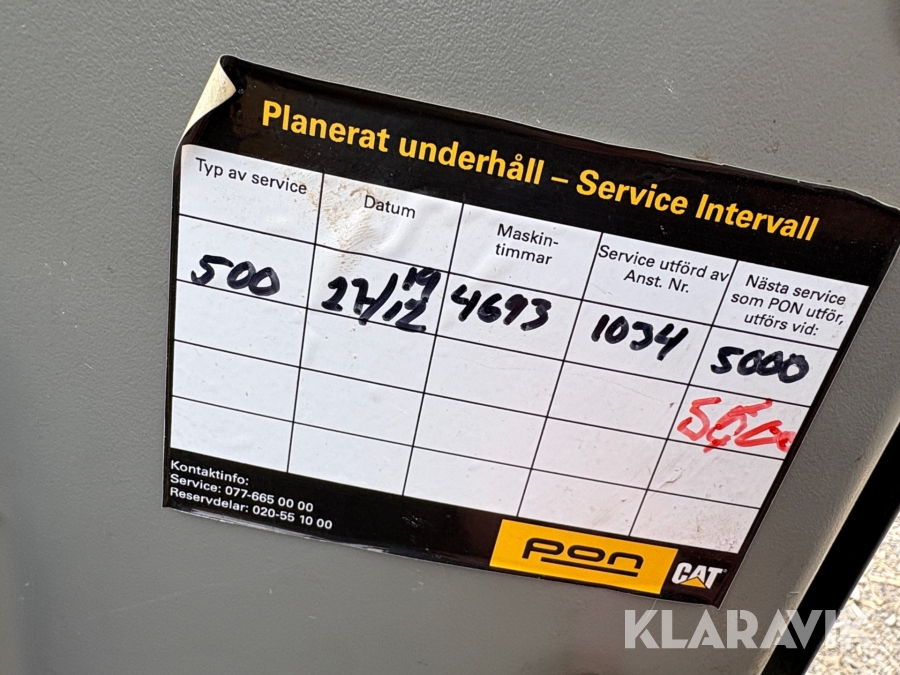 Planerat underhåll – Service Intervall
Typ av service
Datum
Maskin-
timmar
Service utförd av
Anst. Nr.
Nästa service
som PON utför,
utförs vid:
500
27/12 19
4693
1034
5000
Kontaktinfo:
Service: 077-665 00 00
Reservdelar: 020-55 10 00
pon
CAT
KLARAVIK